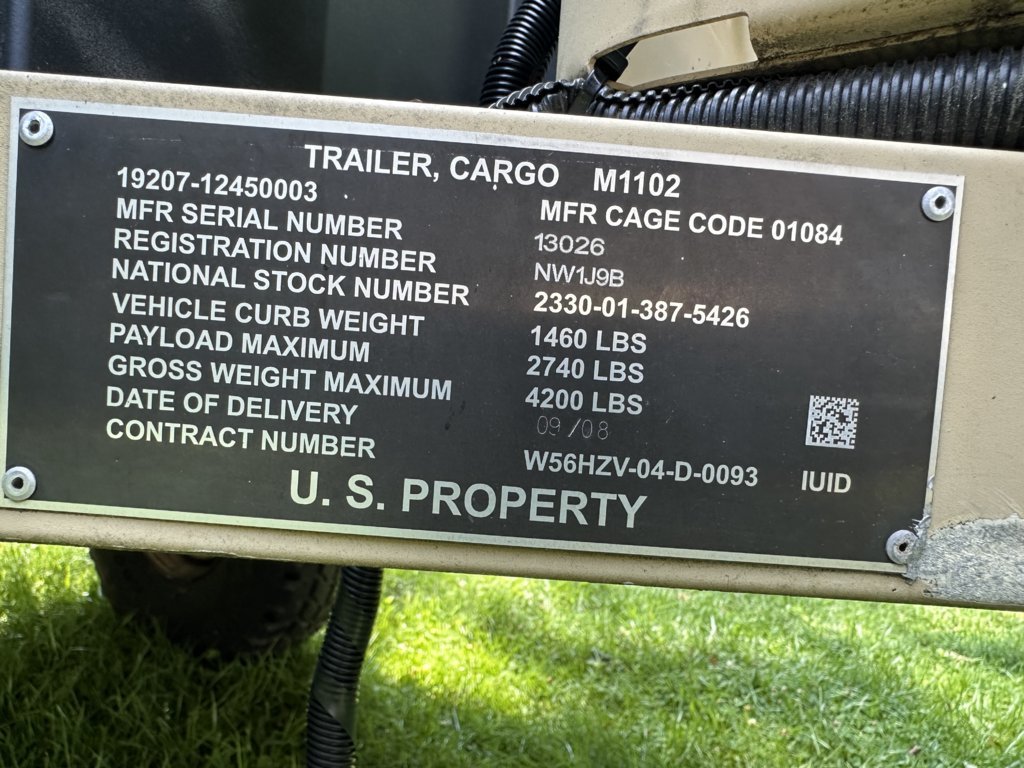 TRAILER, CARGO M1102
19207-12450003 MFR CAGE CODE 01084
MFR SERIAL NUMBER 13026
REGISTRATION NUMBER NW1J9B
NATIONAL STOCK NUMBER 2330-01-387-5426
VEHICLE CURB WEIGHT 1460 LBS
PAYLOAD MAXIMUM 2740 LBS
GROSS WEIGHT MAXIMUM 4200 LBS
DATE OF DELIVERY 09/08
CONTRACT NUMBER W56HZV-04-D-0093 IUID
U. S. PROPERTY